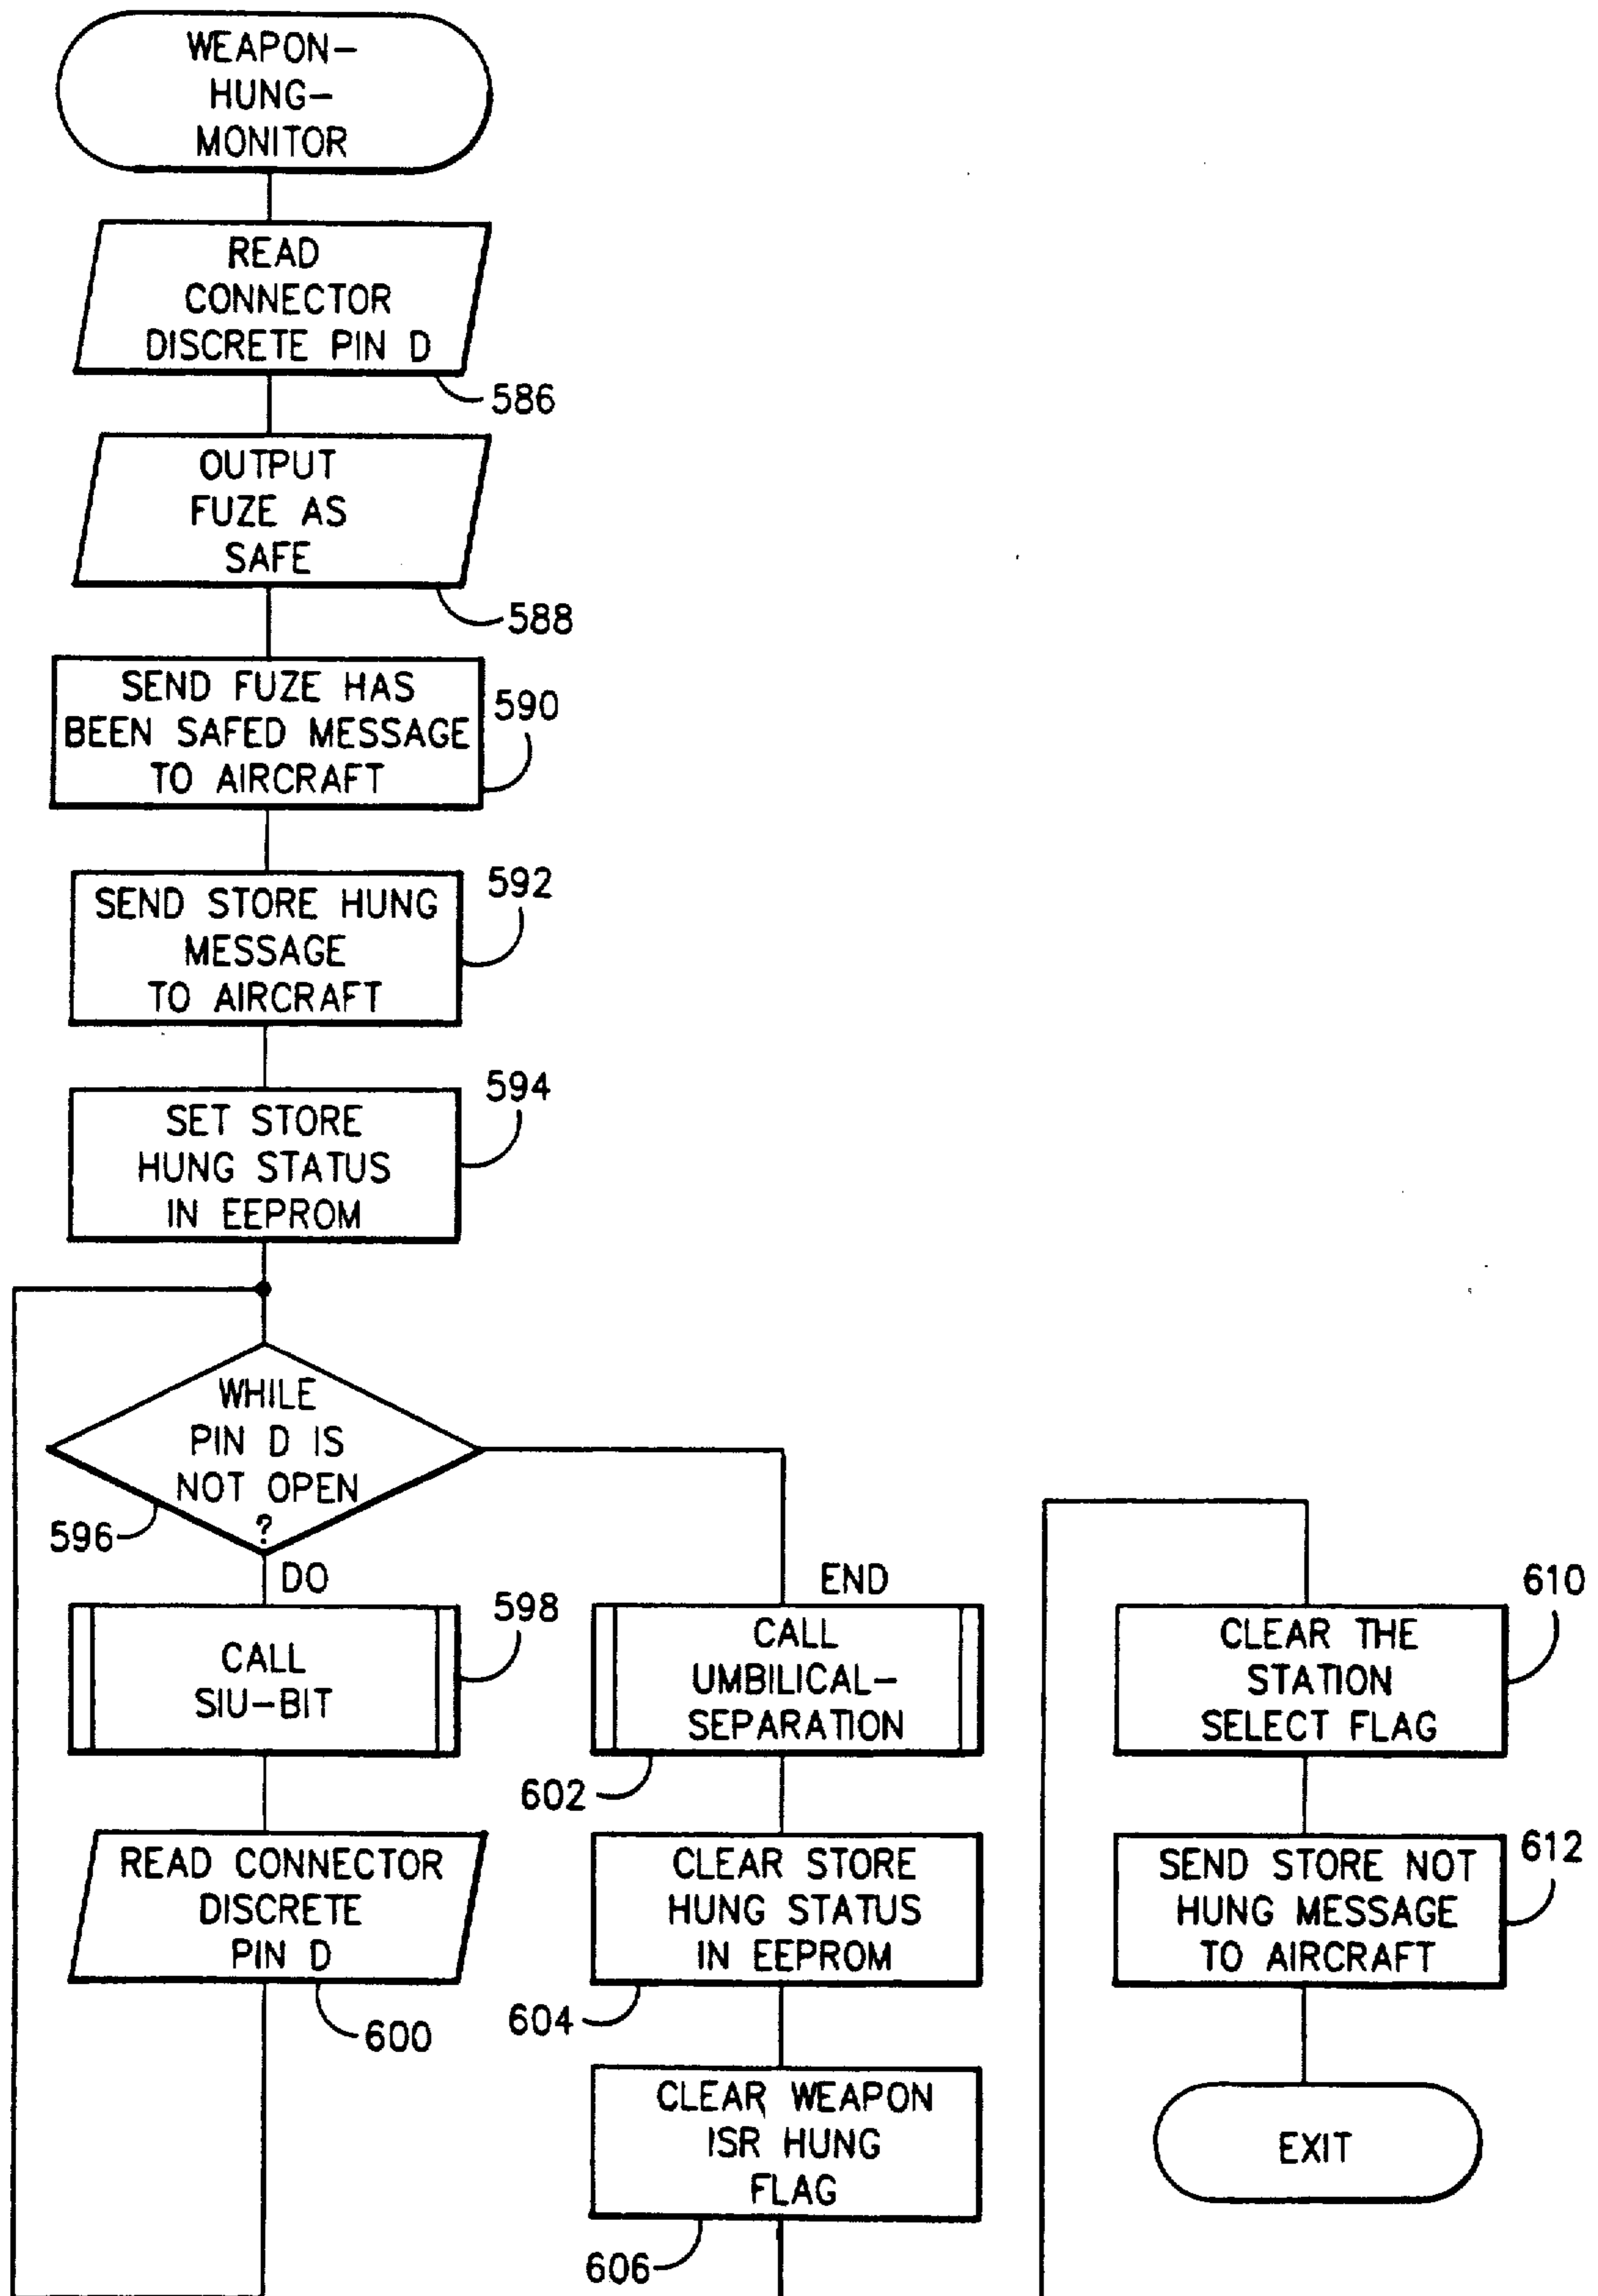 WEAPON-
HUNG-
MONITOR
READ
CONNECTOR
DISCRETE PIN D
586
OUTPUT
FUZE AS
SAFE
588
SEND FUZE HAS
BEEN SAFED MESSAGE
TO AIRCRAFT
590
SEND STORE HUNG
MESSAGE
TO AIRCRAFT
592
SET STORE
HUNG STATUS
IN EEPROM
594
WHILE
PIN D IS
NOT OPEN
?
596
DO
CALL
SIU-BIT
598
READ CONNECTOR
DISCRETE
PIN D
600
END
CALL
UMBILICAL-
SEPARATION
602
CLEAR STORE
HUNG STATUS
IN EEPROM
604
CLEAR WEAPON
ISR HUNG
FLAG
606
CLEAR THE
STATION
SELECT FLAG
610
SEND STORE NOT
HUNG MESSAGE
TO AIRCRAFT
612
EXIT